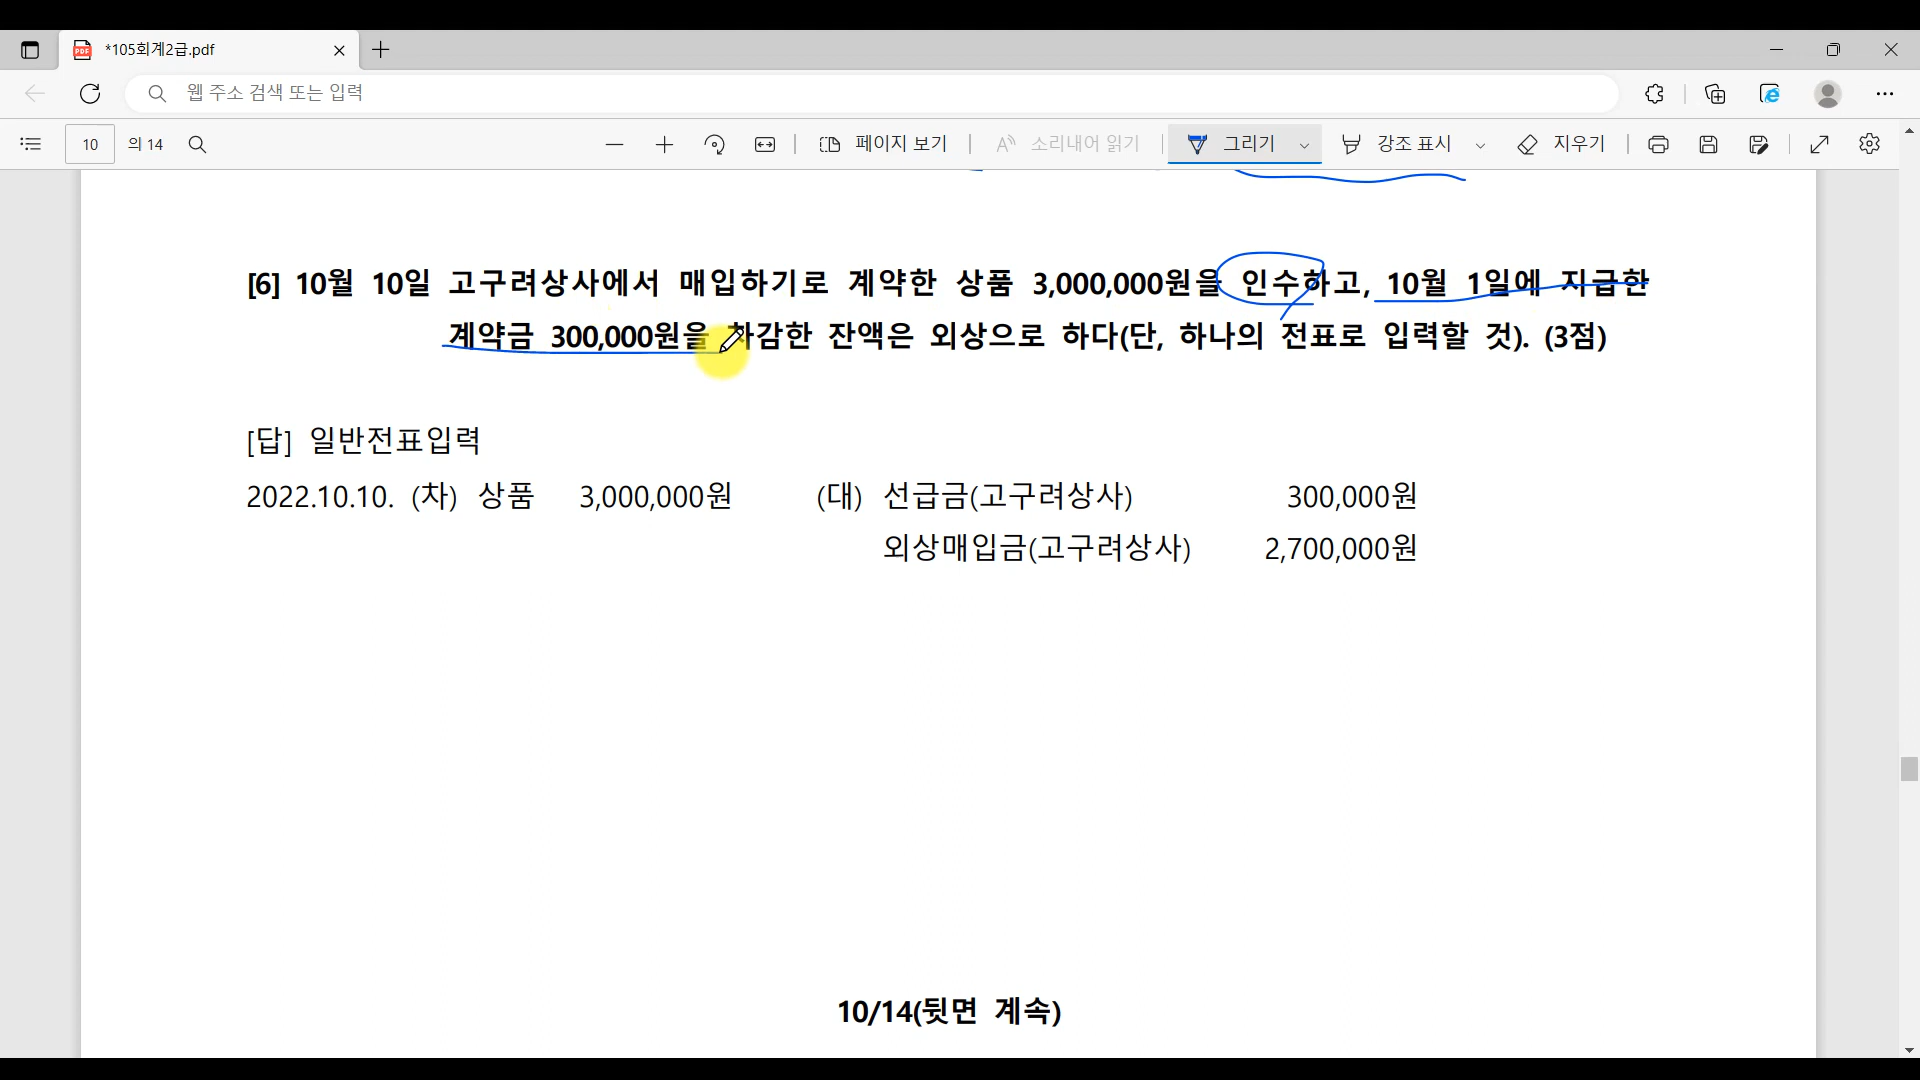 *105회계2급.pdf
웹 주소 검색 또는 입력
10 의 14 페이지 보기 소리내어 읽기 그리기 강조 표시 지우기
[6] 10월 10일 고구려상사에서 매입하기로 계약한 상품 3,000,000원을 인수하고, 10월 1일에 지급한
계약금 300,000원을 차감한 잔액은 외상으로 하다(단, 하나의 전표로 입력할 것). (3점)
[답] 일반전표입력
2022.10.10. (차) 상품 3,000,000원 (대) 선급금(고구려상사) 300,000원
외상매입금(고구려상사) 2,700,000원
10/14(뒷면 계속)